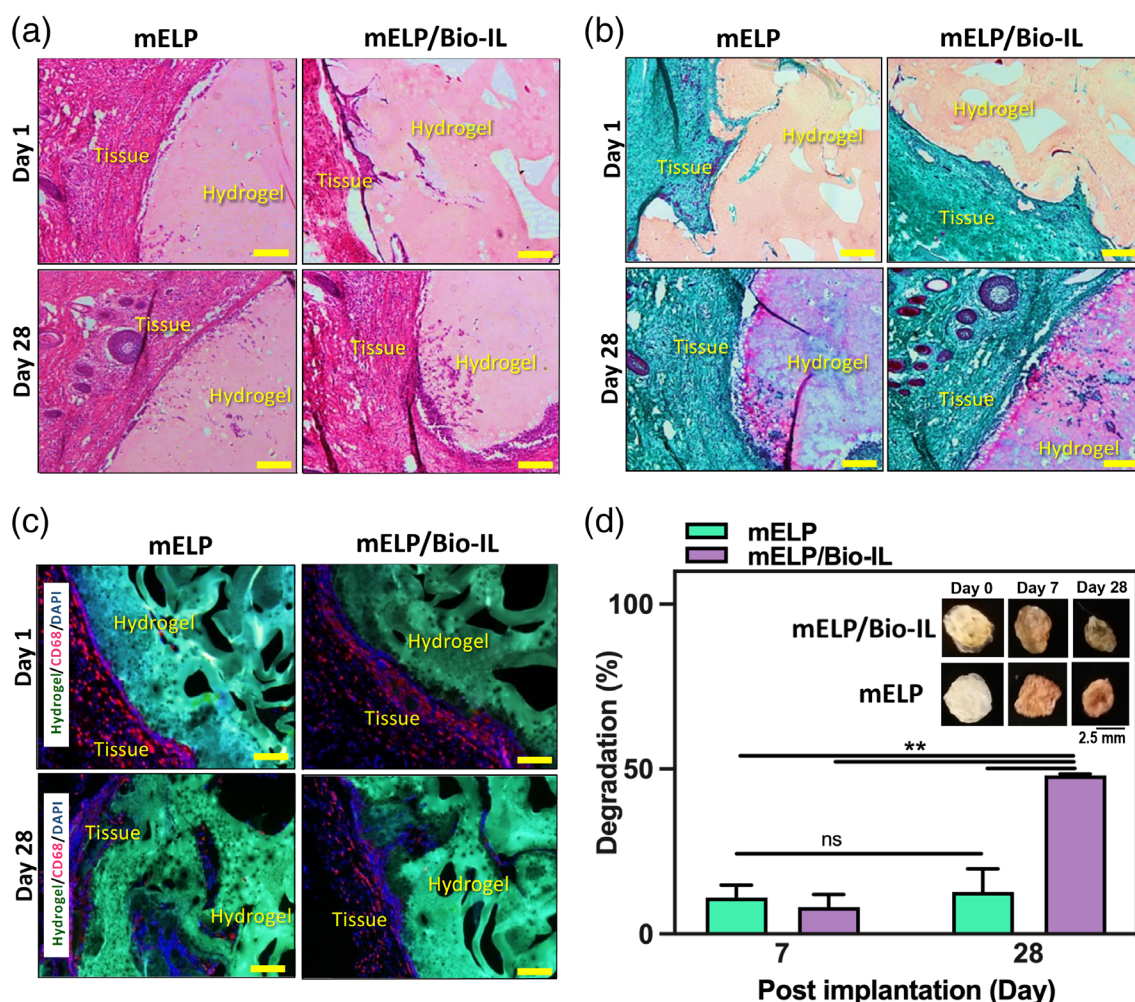 (a)
mELP
mELP/Bio-IL
Day 1
Tissue
Hydrogel
Hydrogel
Tissue
Day 28
Tissue
Hydrogel
Tissue
Hydrogel
(b)
mELP
mELP/Bio-IL
Day 1
Hydrogel
Tissue
Hydrogel
Tissue
Day 28
Tissue
Hydrogel
Tissue
Hydrogel
(c)
mELP
mELP/Bio-IL
Day 1
Hydrogel/CD68/DAPI
Hydrogel
Tissue
Hydrogel
Tissue
Day 28
Hydrogel/CD68/DAPI
Tissue
Hydrogel
Hydrogel
Tissue
(d)
mELP
mELP/Bio-IL
Day 0 Day 7 Day 28
mELP/Bio-IL
mELP
2.5 mm
**
ns
100
50
0
Degradation (%)
7 28
Post implantation (Day)